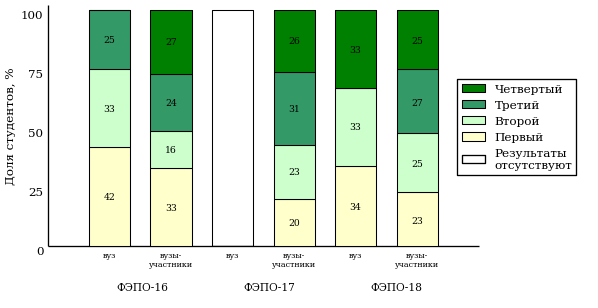 100
75
50
25
0
Доля студентов, %
25
33
42
27
24
16
33
26
31
23
20
33
33
34
25
27
25
23
вуз
вузы-
участники
вуз
вузы-
участники
вуз
вузы-
участники
ФЭПО-16
ФЭПО-17
ФЭПО-18
Четвертый
Третий
Второй
Первый
Результаты
отсутствуют